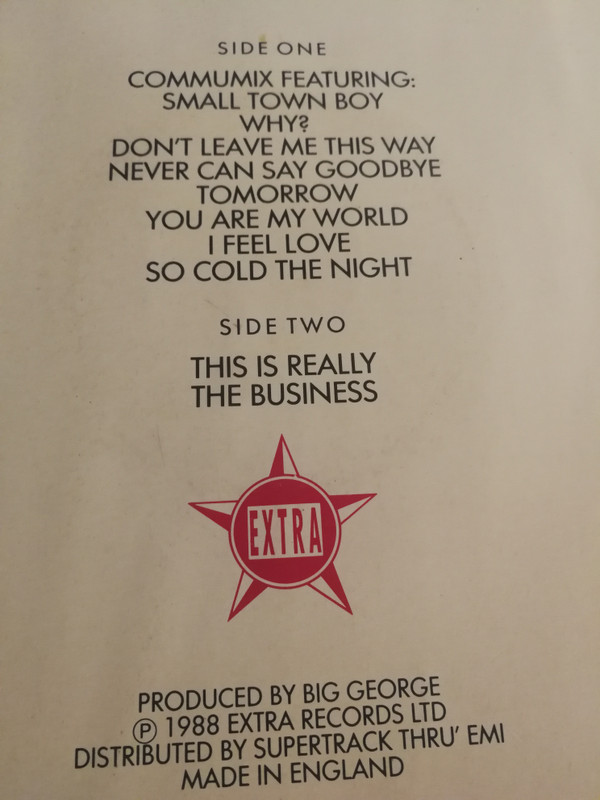 SIDE ONE
COMMUMIX FEATURING:
SMALL TOWN BOY
WHY?
DON'T LEAVE ME THIS WAY
NEVER CAN SAY GOODBYE
TOMORROW
YOU ARE MY WORLD
I FEEL LOVE
SO COLD THE NIGHT
SIDE TWO
THIS IS REALLY
THE BUSINESS
EXTRA
PRODUCED BY BIG GEORGE
Ⓟ 1988 EXTRA RECORDS LTD
DISTRIBUTED BY SUPERTRACK THRU' EMI
MADE IN ENGLAND